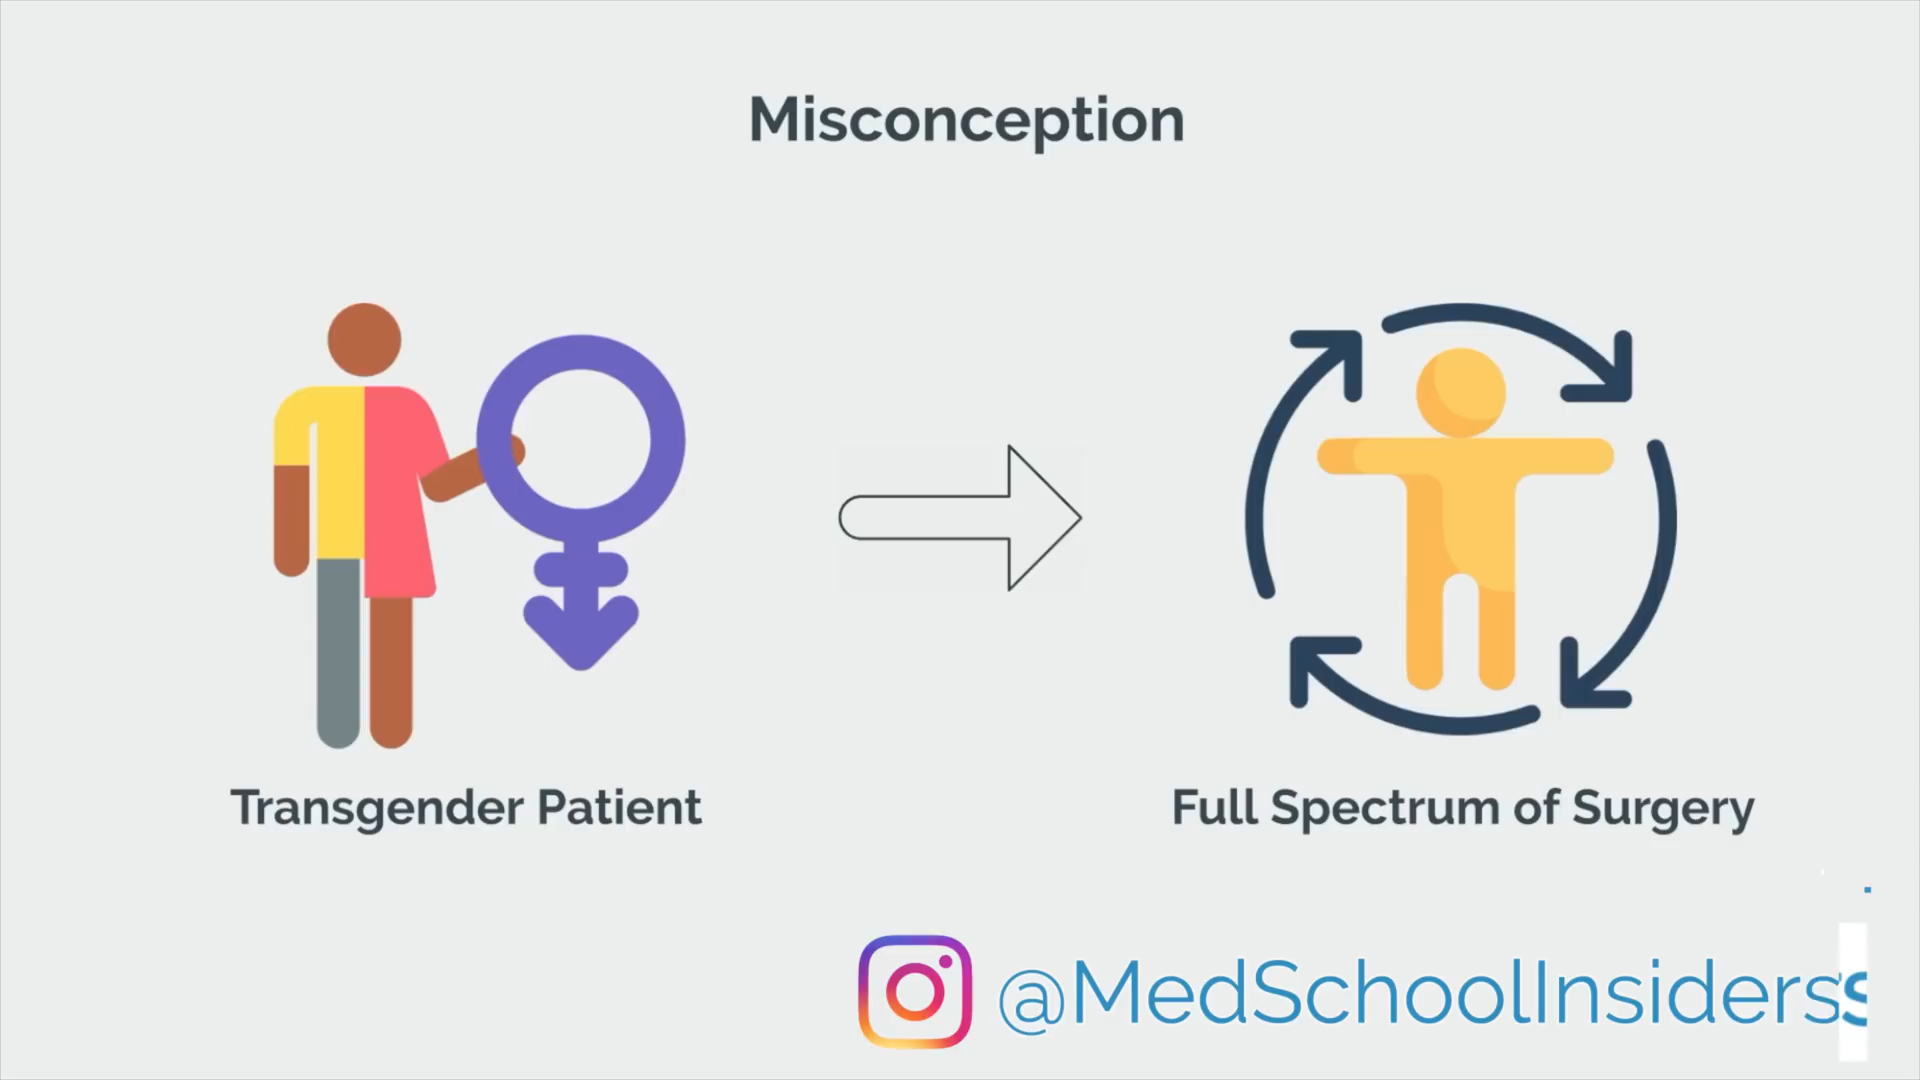 Misconception
Transgender Patient
Full Spectrum of Surgery
@MedSchoolInsiders